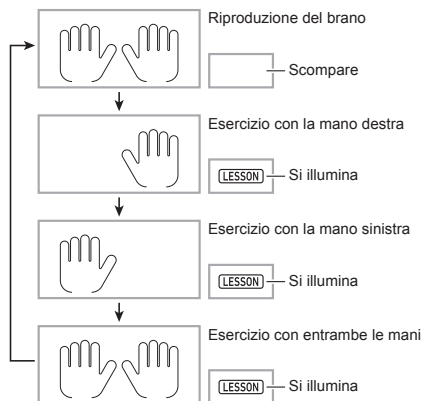 Riproduzione del brano
Scompare
Esercizio con la mano destra
LESSON Si illumina
Esercizio con la mano sinistra
LESSON Si illumina
Esercizio con entrambe le mani
LESSON Si illumina